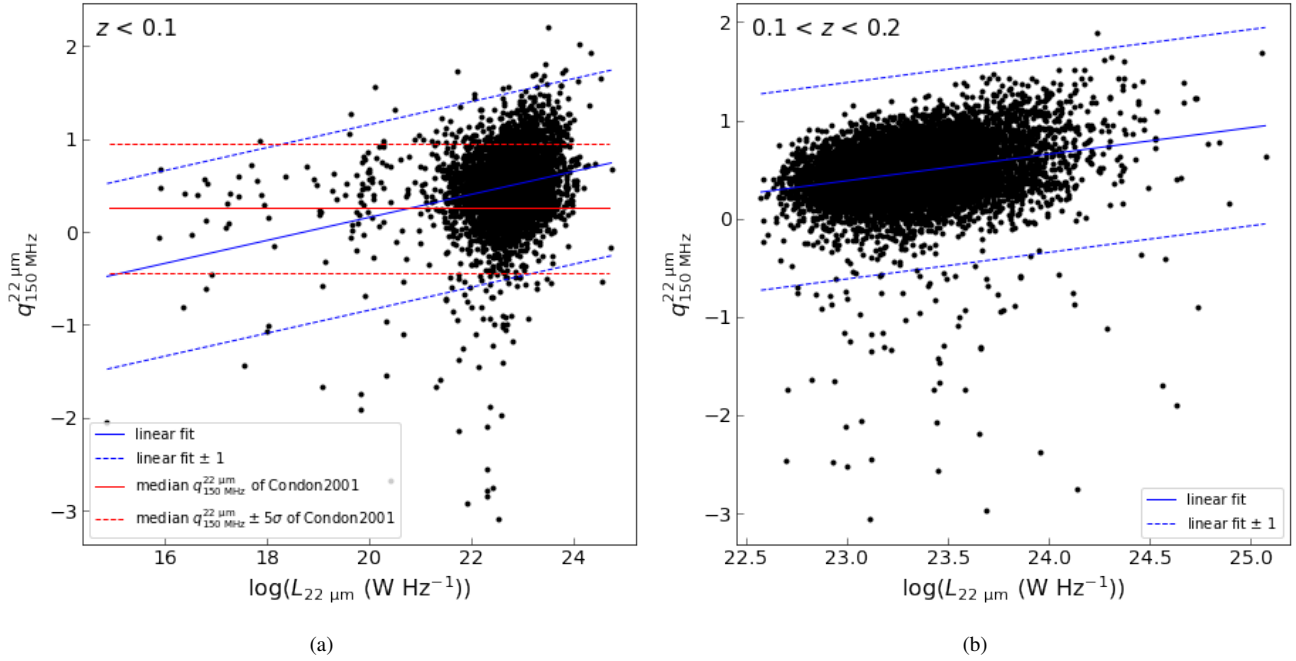 z < 0.1
2
1
0
−1
−2
−3
16
18
20
22
24
q^{22 μm}_{150 MHz}
log(L_{22 μm} (W Hz^{−1}))
linear fit
linear fit ± 1
median q^{22 μm}_{150 MHz} of Condon2001
median q^{22 μm}_{150 MHz} ± 5σ of Condon2001
(a)
0.1 < z < 0.2
2
1
0
−1
−2
−3
22.5
23.0
23.5
24.0
24.5
25.0
q^{22 μm}_{150 MHz}
log(L_{22 μm} (W Hz^{−1}))
linear fit
linear fit ± 1
(b)